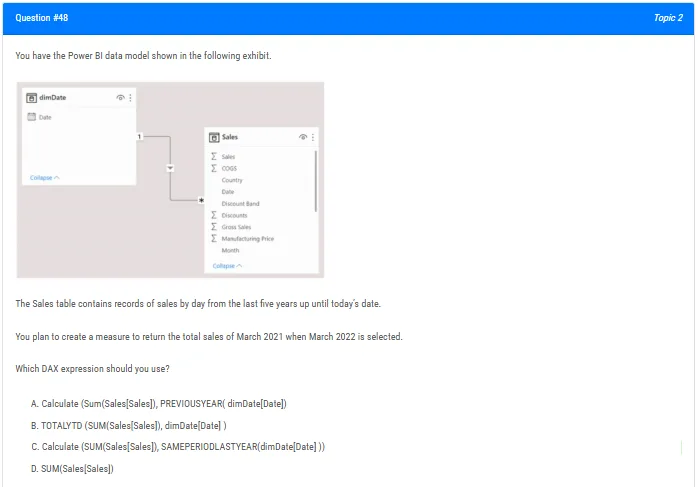 Question #48
Topic 2
You have the Power BI data model shown in the following exhibit.
dimDate
Date
Collapse
1
*
Sales
Sales
COGS
Country
Date
Discount Band
Discounts
Gross Sales
Manufacturing Price
Month
Collapse
The Sales table contains records of sales by day from the last five years up until today's date.
You plan to create a measure to return the total sales of March 2021 when March 2022 is selected.
Which DAX expression should you use?
A. Calculate (Sum(Sales[Sales]), PREVIOUSYEAR( dimDate[Date])
B. TOTALYTD (SUM(Sales[Sales]), dimDate[Date] )
C. Calculate (SUM(Sales[Sales]), SAMEPERIODLASTYEAR(dimDate[Date] ))
D. SUM(Sales[Sales])